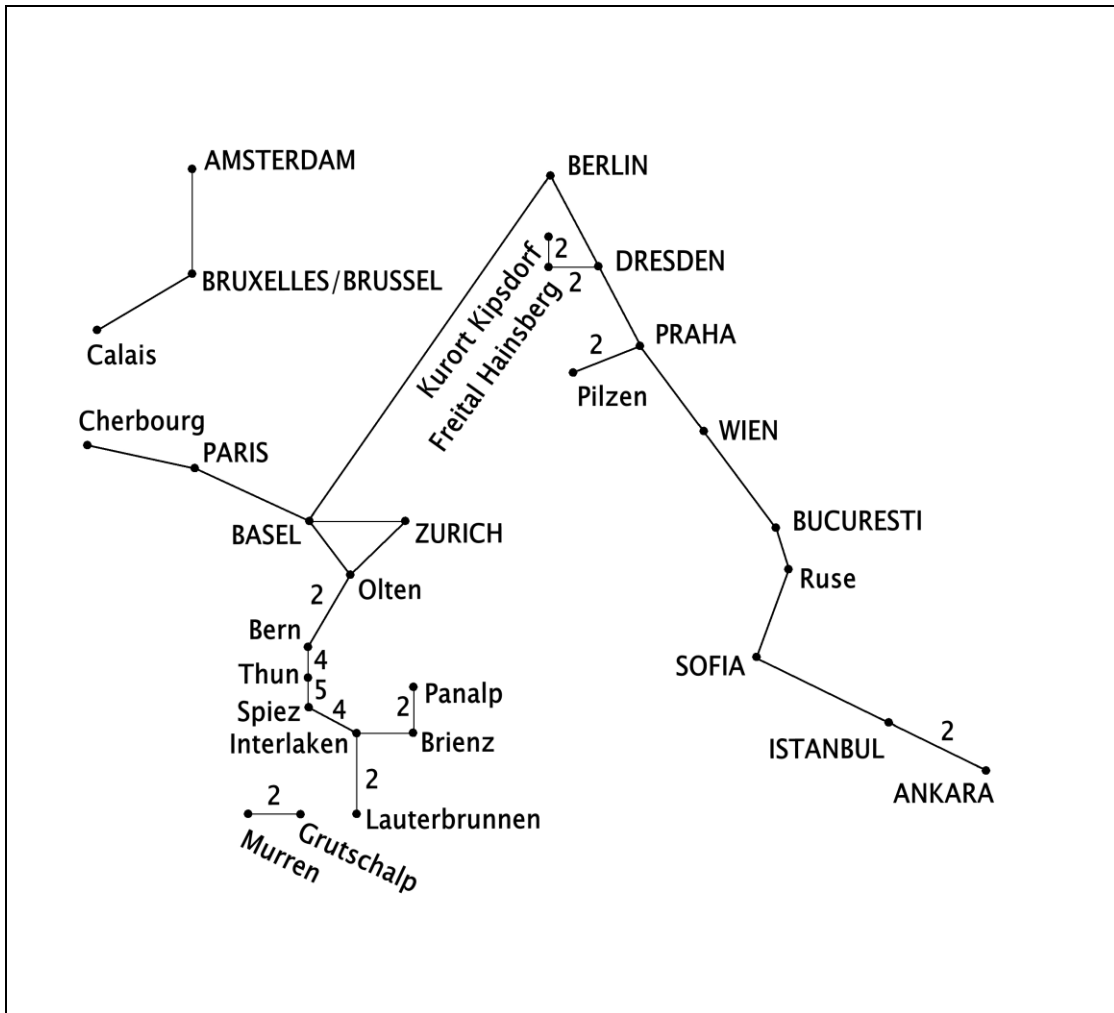 AMSTERDAM
BERLIN
2
Kurort Kipsdorf
DRESDEN
2
BRUXELLES/BRUSSEL
Freital Hainsberg
PRAHA
Calais
2
Pilzen
Cherbourg
WIEN
PARIS
BUCURESTI
BASEL
ZURICH
Ruse
Olten
2
Bern
4
SOFIA
Thun
5
Panalp
Spiez
4
2
Interlaken
Brienz
2
ISTANBUL
2
ANKARA
2
Lauterbrunnen
Grutschalp
Murren